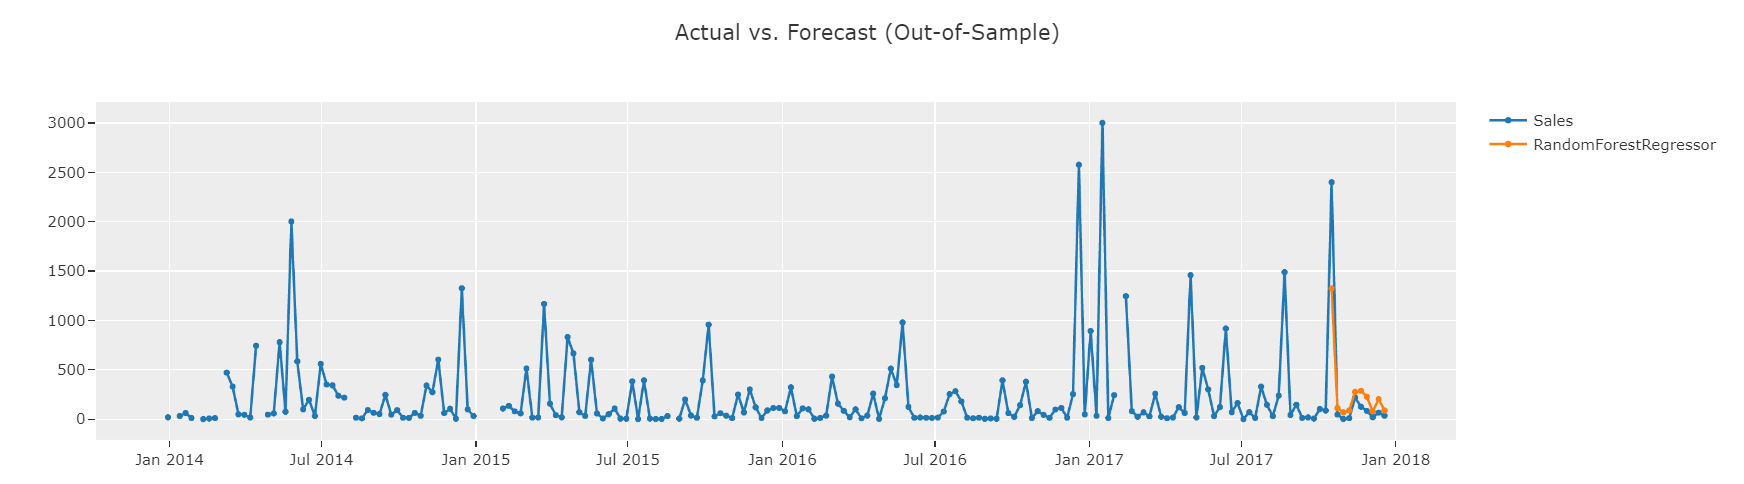 Actual vs. Forecast (Out-of-Sample)
3000
2500
2000
1500
1000
500
0
Jan 2014
Jul 2014
Jan 2015
Jul 2015
Jan 2016
Jul 2016
Jan 2017
Jul 2017
Jan 2018
Sales
RandomForestRegressor